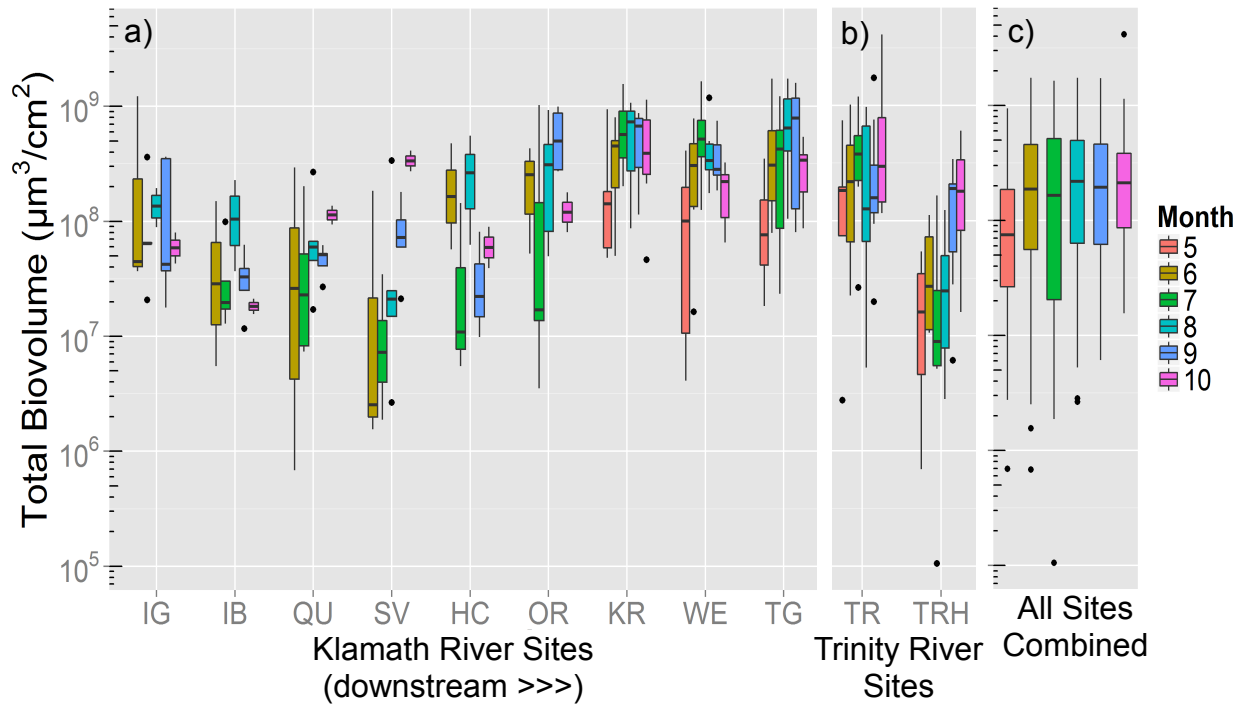 a)
b)
c)
Total Biovolume (μm³/cm²)
10⁹
10⁸
10⁷
10⁶
10⁵
IG IB QU SV HC OR KR WE TG
TR TRH
Klamath River Sites
(downstream >>>)
Trinity River
Sites
All Sites
Combined
Month
5
6
7
8
9
10